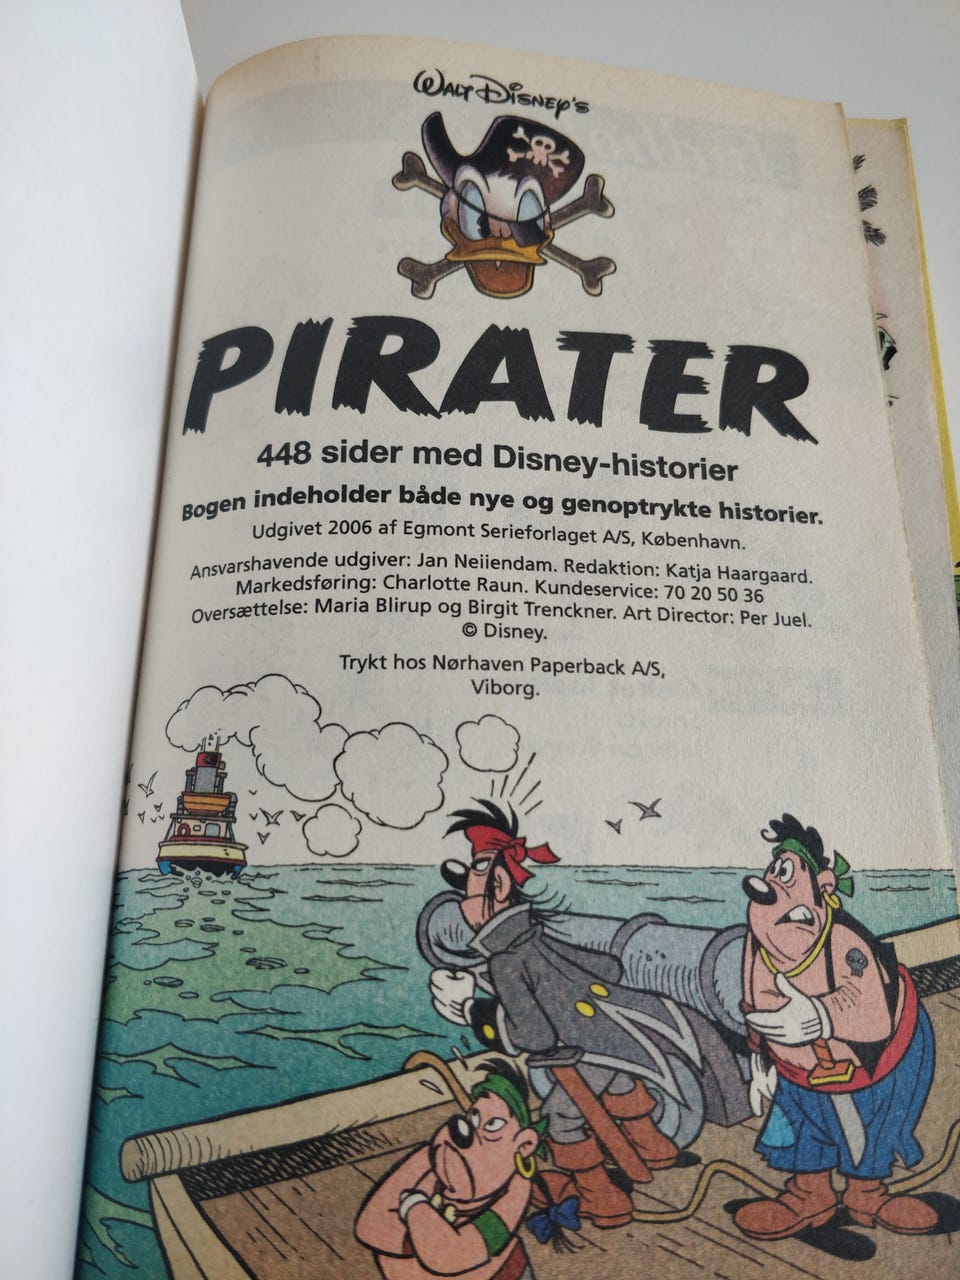 WALT DISNEY'S
PIRATER
448 sider med Disney-historier
Bogen indeholder både nye og genoptrykte historier.
Udgivet 2006 af Egmont Serieforlaget A/S, København.
Ansvarshavende udgiver: Jan Neiiendam. Redaktion: Katja Haargaard.
Markedsføring: Charlotte Raun. Kundeservice: 70 20 50 36
Oversættelse: Maria Blirup og Birgit Trenckner. Art Director: Per Juel.
© Disney.
Trykt hos Nørhaven Paperback A/S,
Viborg.